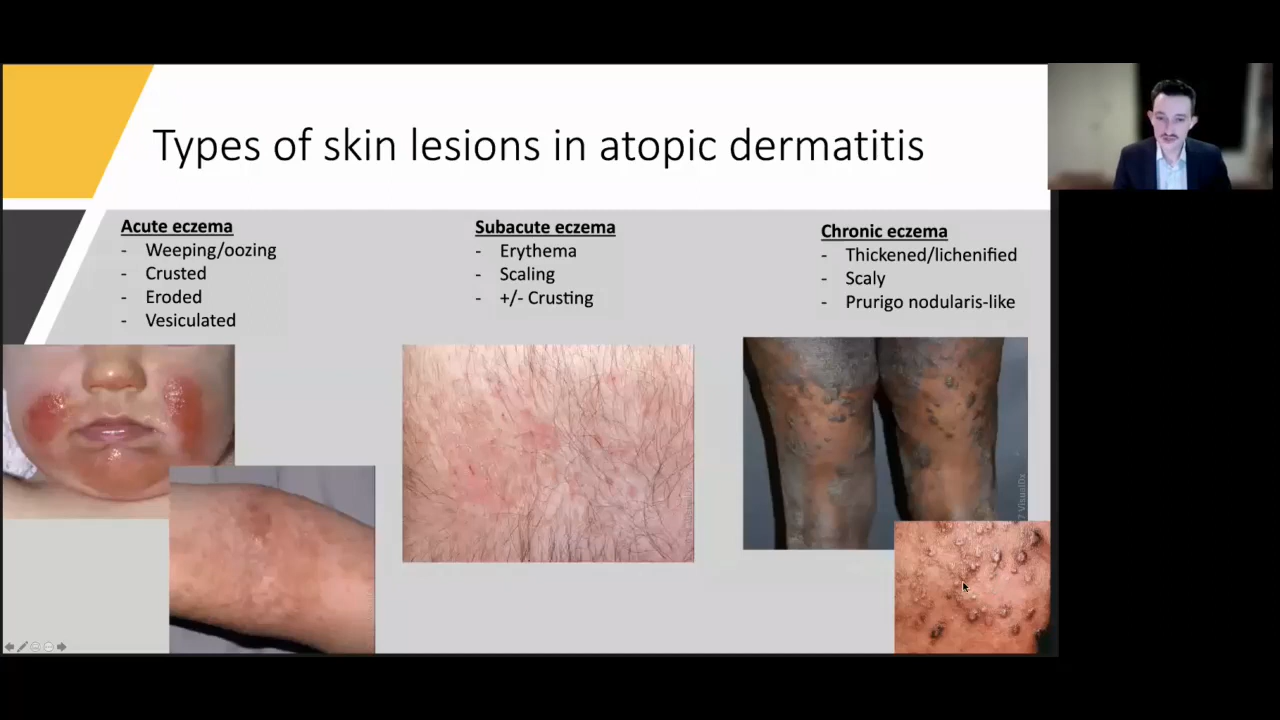 Types of skin lesions in atopic dermatitis
Acute eczema
- Weeping/oozing
- Crusted
- Eroded
- Vesiculated
Subacute eczema
- Erythema
- Scaling
- +/- Crusting
Chronic eczema
- Thickened/lichenified
- Scaly
- Prurigo nodularis-like
VisualDx